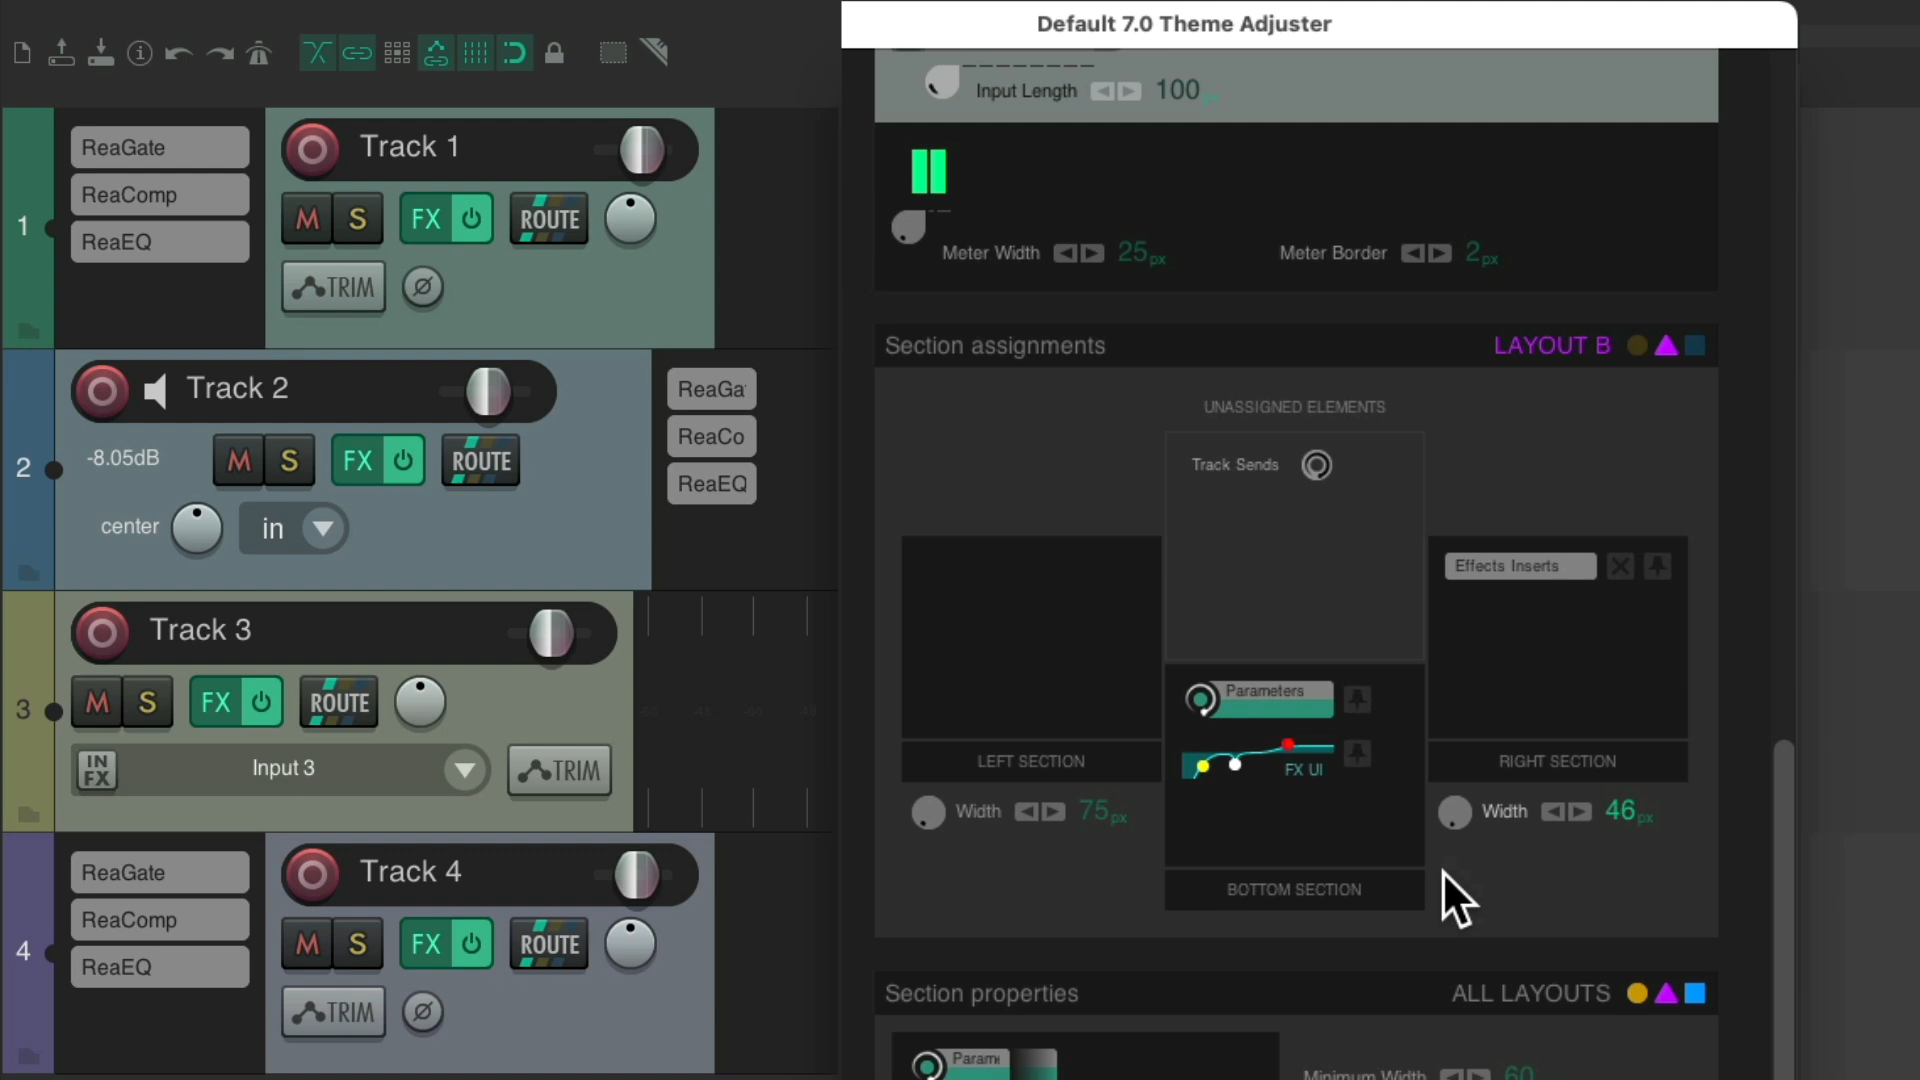 Default 7.0 Theme Adjuster
Input Length 100 px
Meter Width 25px
Meter Border 2px
Section assignments
LAYOUT B
UNASSIGNED ELEMENTS
Track Sends
Effects Inserts
Parameters
FX UI
LEFT SECTION
RIGHT SECTION
Width 75px
Width 46px
BOTTOM SECTION
Section properties
ALL LAYOUTS
Minimum Width 60
1
ReaGate
ReaComp
ReaEQ
Track 1
M S FX ROUTE
TRIM
2
Track 2
-8.05dB M S FX ROUTE
center in
ReaGa
ReaCo
ReaEQ
3
Track 3
M S FX ROUTE
IN FX Input 3 TRIM
4
ReaGate
ReaComp
ReaEQ
Track 4
M S FX ROUTE
TRIM